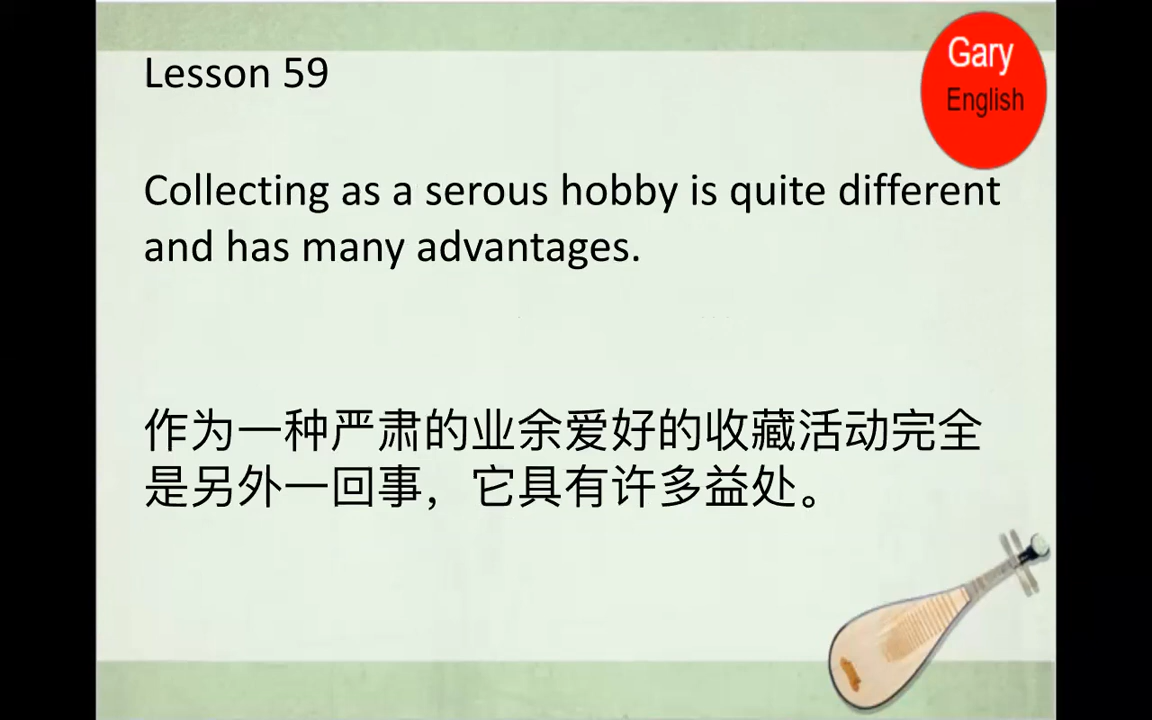 Lesson 59
Gary
English
Collecting as a serous hobby is quite different
and has many advantages.
作为一种严肃的业余爱好的收藏活动完全
是另外一回事，它具有许多益处。